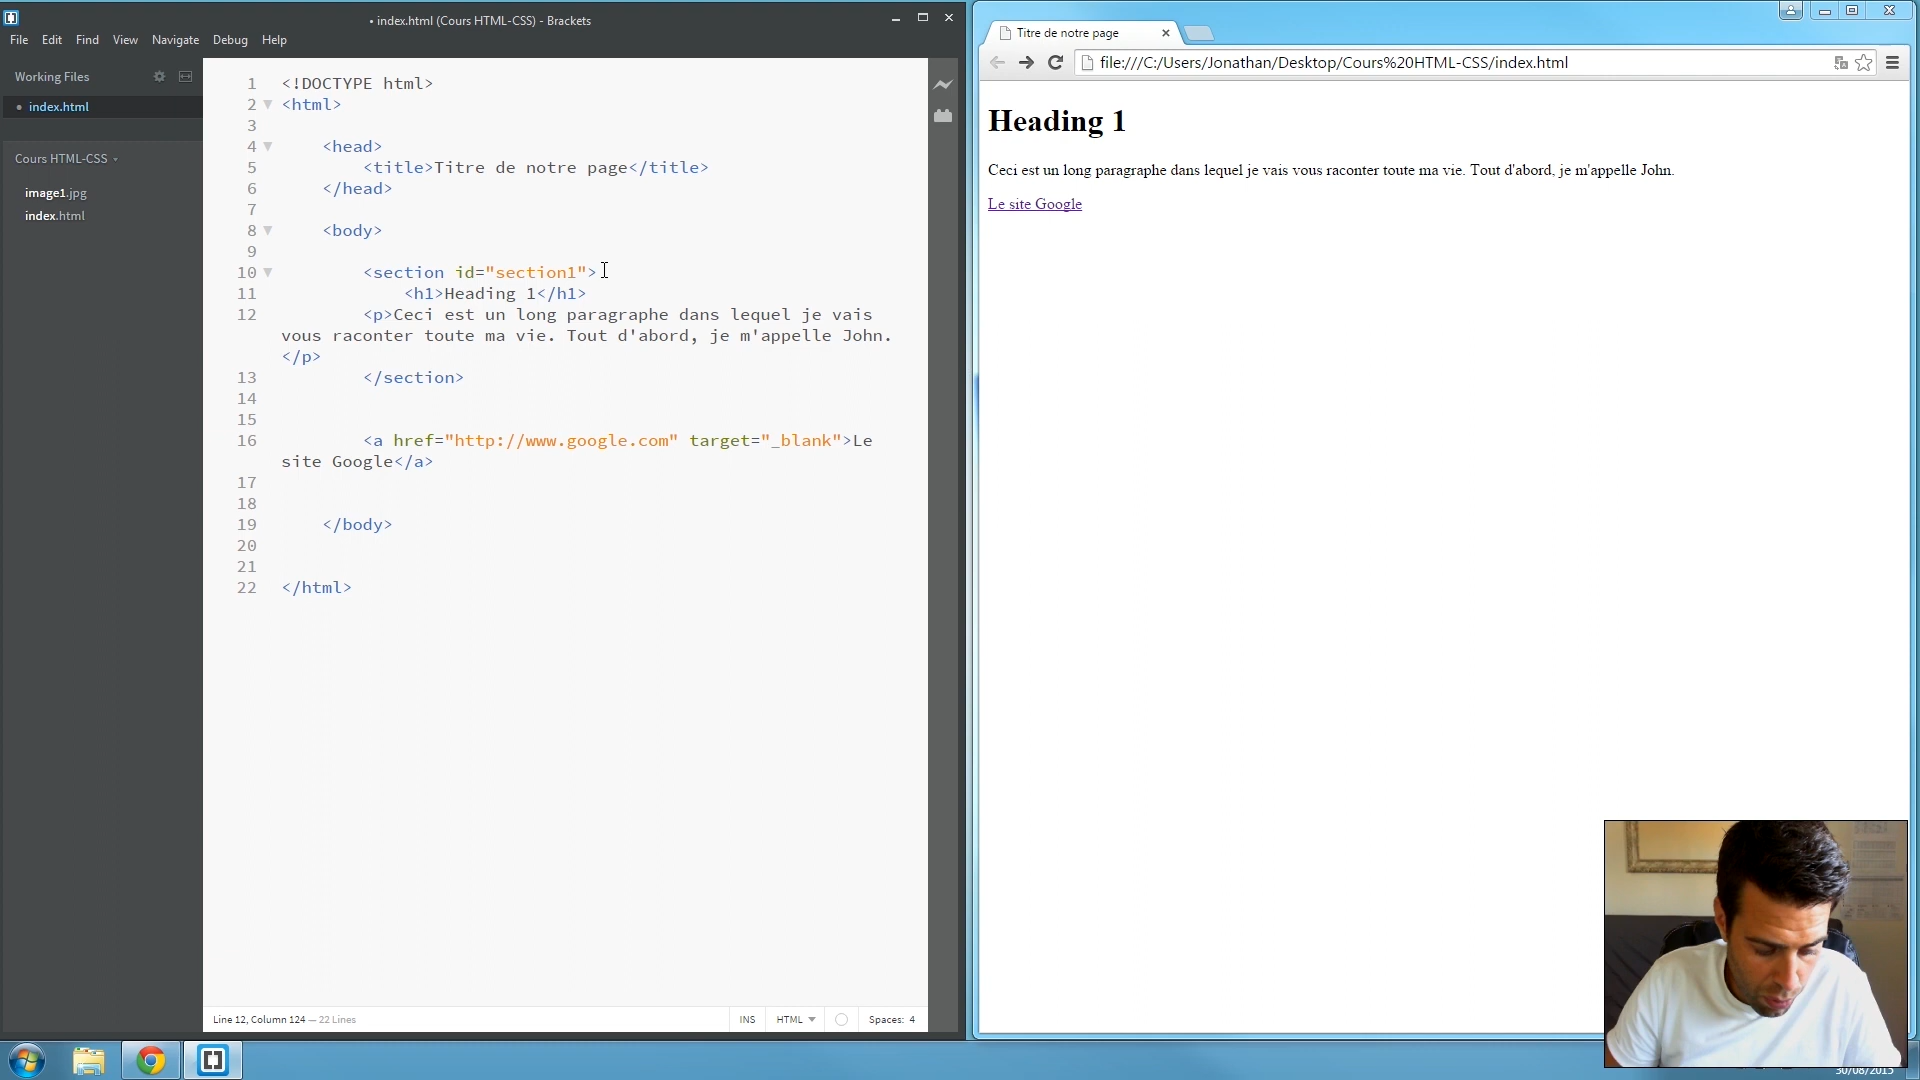 • index.html (Cours HTML-CSS) - Brackets
File Edit Find View Navigate Debug Help
Working Files
• index.html
Cours HTML-CSS
image1.jpg
index.html
1 <!DOCTYPE html>
2 <html>
3
4 <head>
5 <title>Titre de notre page</title>
6 </head>
7
8 <body>
9
10 <section id="section1">
11 <h1>Heading 1</h1>
12 <p>Ceci est un long paragraphe dans lequel je vais
vous raconter toute ma vie. Tout d'abord, je m'appelle John.
</p>
13 </section>
14
15
16 <a href="http://www.google.com" target="_blank">Le
site Google</a>
17
18
19 </body>
20
21
22 </html>
Line 12, Column 124 — 22 Lines
INS HTML Spaces: 4
Titre de notre page
file:///C:/Users/Jonathan/Desktop/Cours%20HTML-CSS/index.html
Heading 1
Ceci est un long paragraphe dans lequel je vais vous raconter toute ma vie. Tout d'abord, je m'appelle John.
Le site Google
30/08/2015